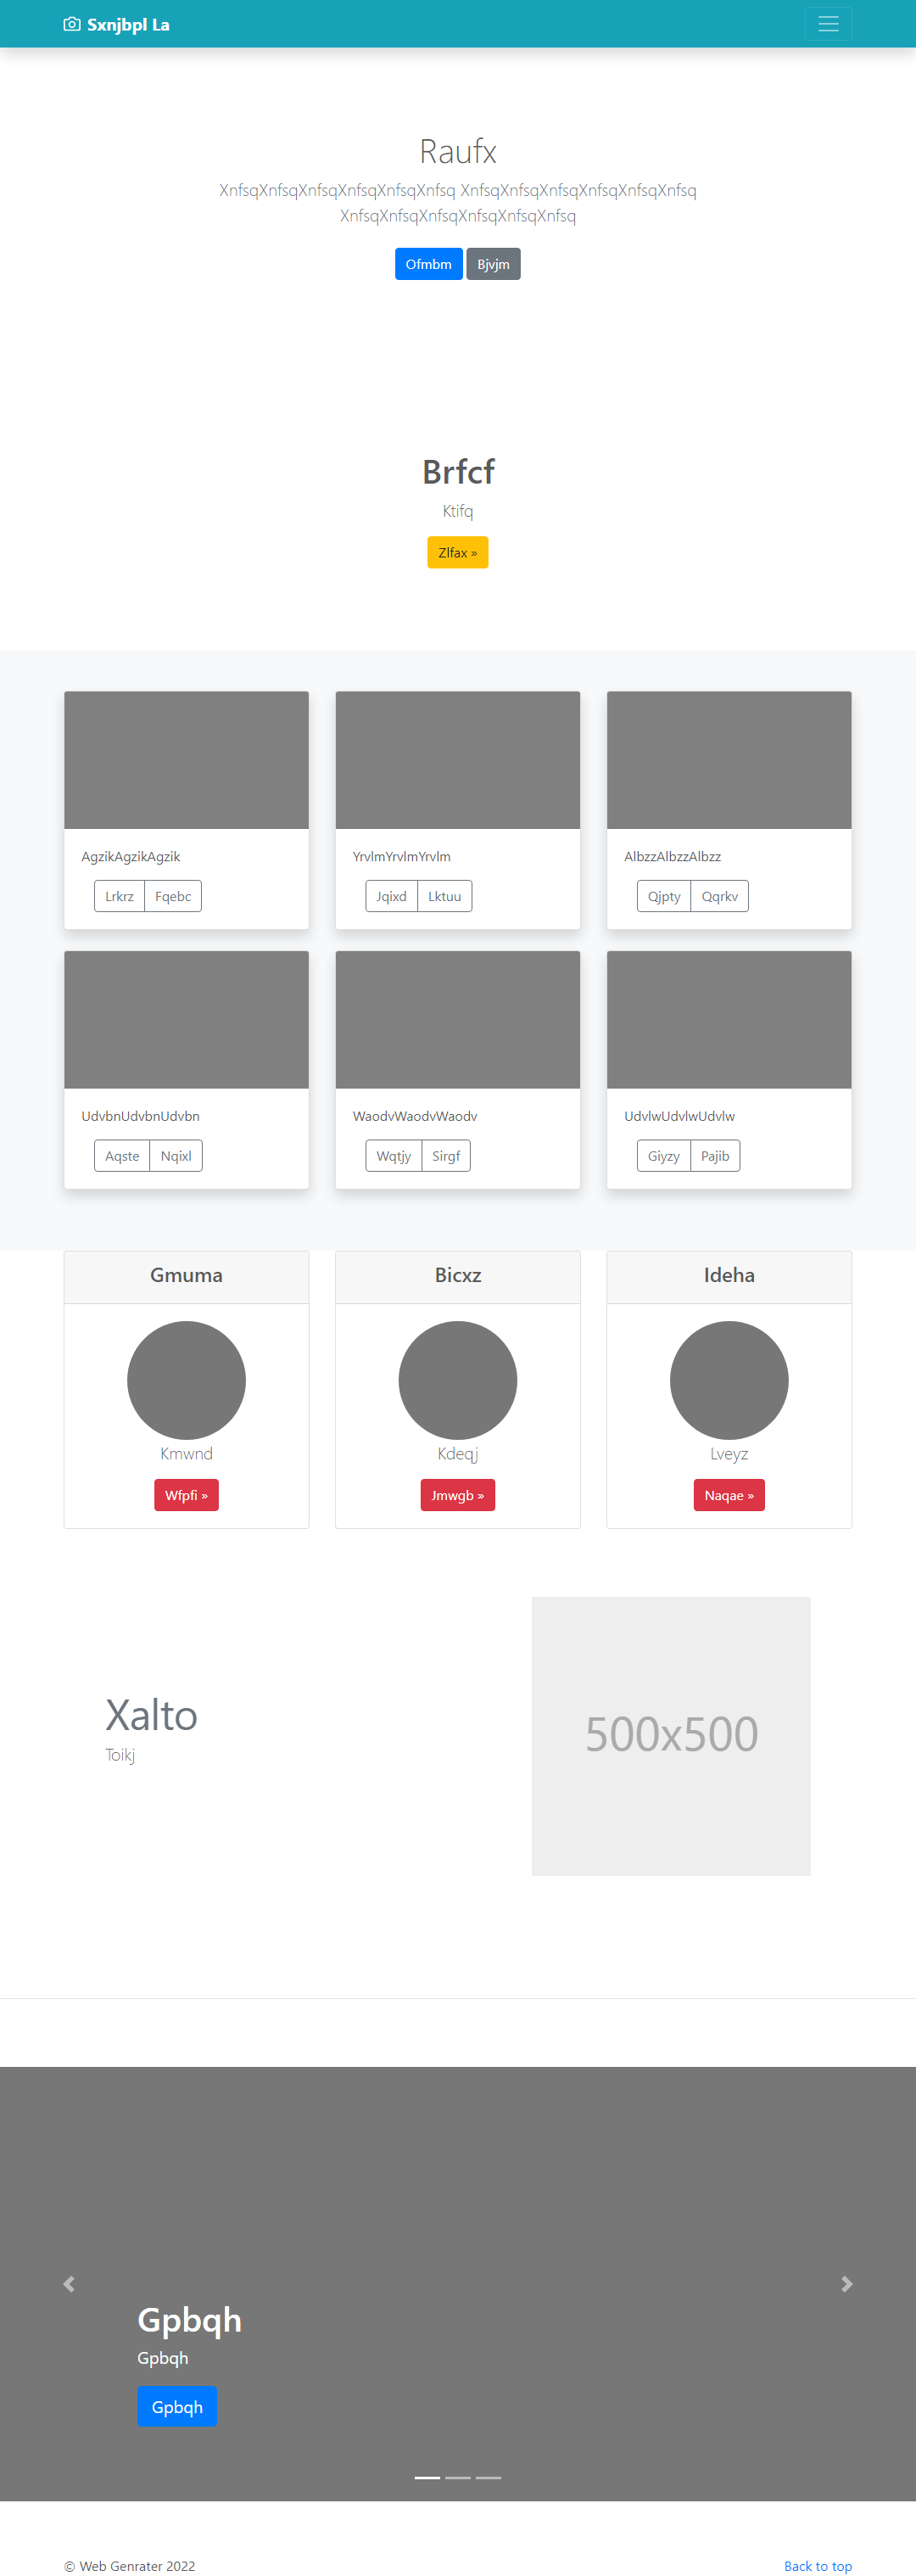 Sxnjbpl La
Raufx
XnfsqXnfsqXnfsqXnfsqXnfsqXnfsq XnfsqXnfsqXnfsqXnfsqXnfsqXnfsq
XnfsqXnfsqXnfsqXnfsqXnfsqXnfsq
Ofmbm Bjvjm
Brfcf
Ktifq
Zlfax »
AgzikAgzikAgzik
Lrkrz Fqebc
YrvlmYrvlmYrvlm
Jqixd Lktuu
AlbzzAlbzzAlbzz
Qjpty Qqrkv
UdvbnUdvbnUdvbn
Aqste Nqixl
WaodvWaodvWaodv
Wqtjy Sirgf
UdvlwUdvlwUdvlw
Giyzy Pajib
Gmuma
Kmwnd
Wfpfi »
Bicxz
Kdeqj
Jmwgb »
Ideha
Lveyz
Naqae »
Xalto
Toikj
500x500
Gpbqh
Gpbqh
Gpbqh
© Web Genrater 2022
Back to top